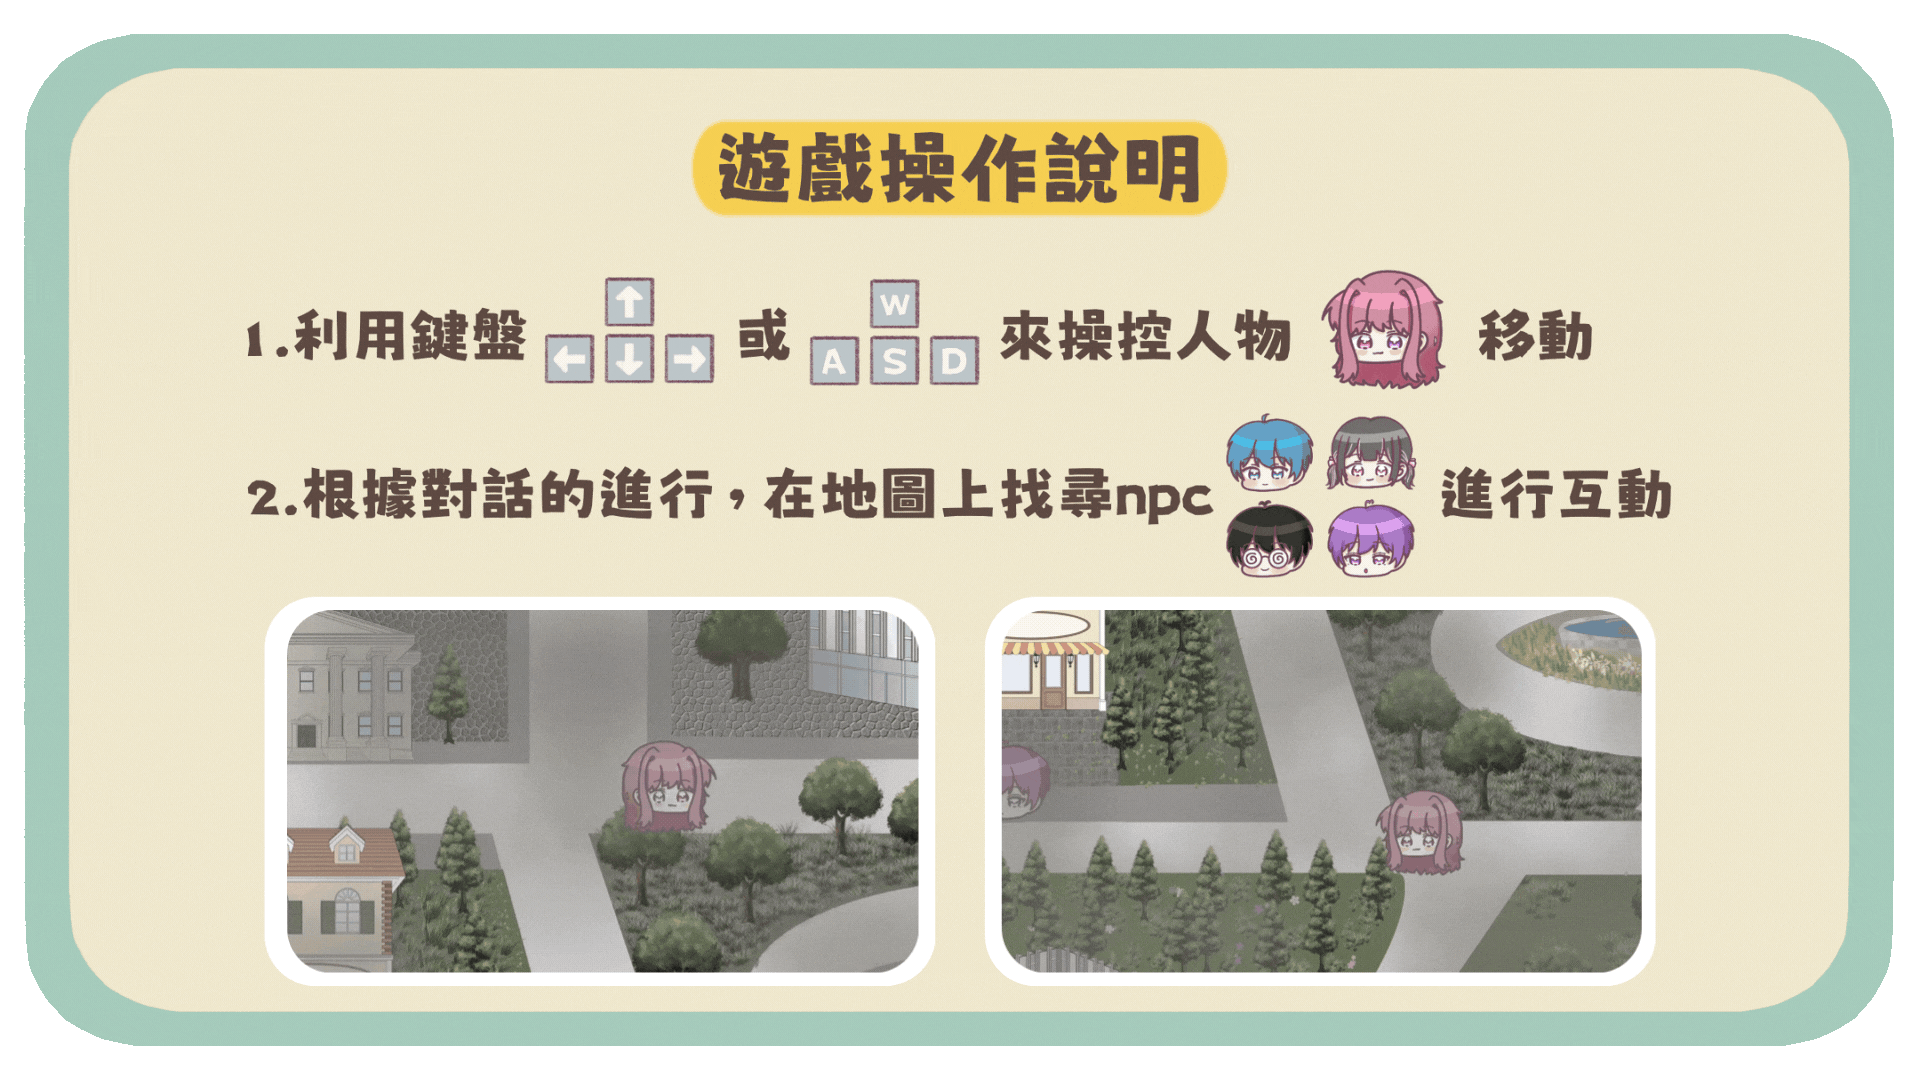 遊戲操作說明
1.利用鍵盤 ↑ ← ↓ → 或 W A S D 來操控人物 移動
2.根據對話的進行，在地圖上找尋npc 進行互動